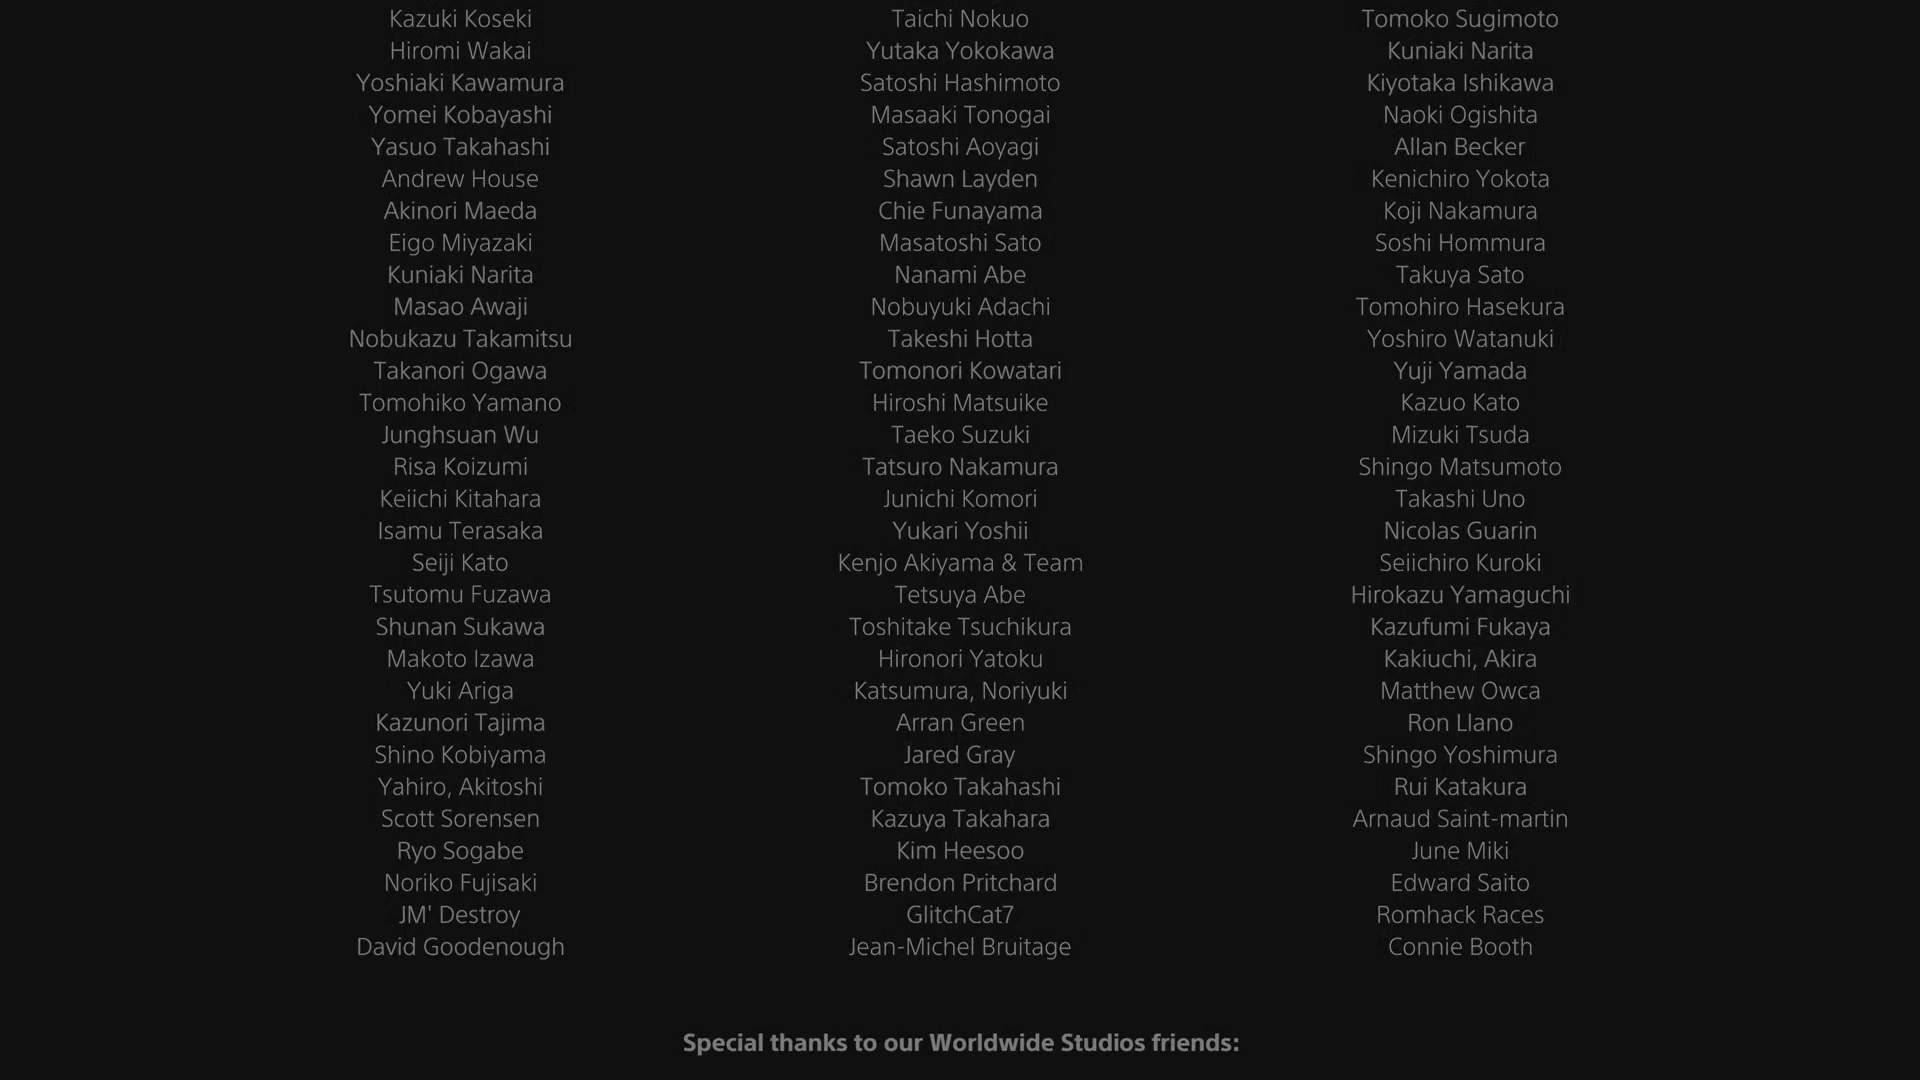 Kazuki Koseki Taichi Nokuo Tomoko Sugimoto
Hiromi Wakai Yutaka Yokokawa Kuniaki Narita
Yoshiaki Kawamura Satoshi Hashimoto Kiyotaka Ishikawa
Yomei Kobayashi Masaaki Tonogai Naoki Ogishita
Yasuo Takahashi Satoshi Aoyagi Allan Becker
Andrew House Shawn Layden Kenichiro Yokota
Akinori Maeda Chie Funayama Koji Nakamura
Eigo Miyazaki Masatoshi Sato Soshi Hommura
Kuniaki Narita Nanami Abe Takuya Sato
Masao Awaji Nobuyuki Adachi Tomohiro Hasekura
Nobukazu Takamitsu Takeshi Hotta Yoshiro Watanuki
Takanori Ogawa Tomonori Kowatari Yuji Yamada
Tomohiko Yamano Hiroshi Matsuike Kazuo Kato
Junghsuan Wu Taeko Suzuki Mizuki Tsuda
Risa Koizumi Tatsuro Nakamura Shingo Matsumoto
Keiichi Kitahara Junichi Komori Takashi Uno
Isamu Terasaka Yukari Yoshii Nicolas Guarin
Seiji Kato Kenjo Akiyama & Team Seiichiro Kuroki
Tsutomu Fuzawa Tetsuya Abe Hirokazu Yamaguchi
Shunan Sukawa Toshitake Tsuchikura Kazufumi Fukaya
Makoto Izawa Hironori Yatoku Kakiuchi, Akira
Yuki Ariga Katsumura, Noriyuki Matthew Owca
Kazunori Tajima Arran Green Ron Llano
Shino Kobiyama Jared Gray Shingo Yoshimura
Yahiro, Akitoshi Tomoko Takahashi Rui Katakura
Scott Sorensen Kazuya Takahara Arnaud Saint-martin
Ryo Sogabe Kim Heesoo June Miki
Noriko Fujisaki Brendon Pritchard Edward Saito
JM' Destroy GlitchCat7 Romhack Races
David Goodenough Jean-Michel Bruitage Connie Booth
Special thanks to our Worldwide Studios friends: